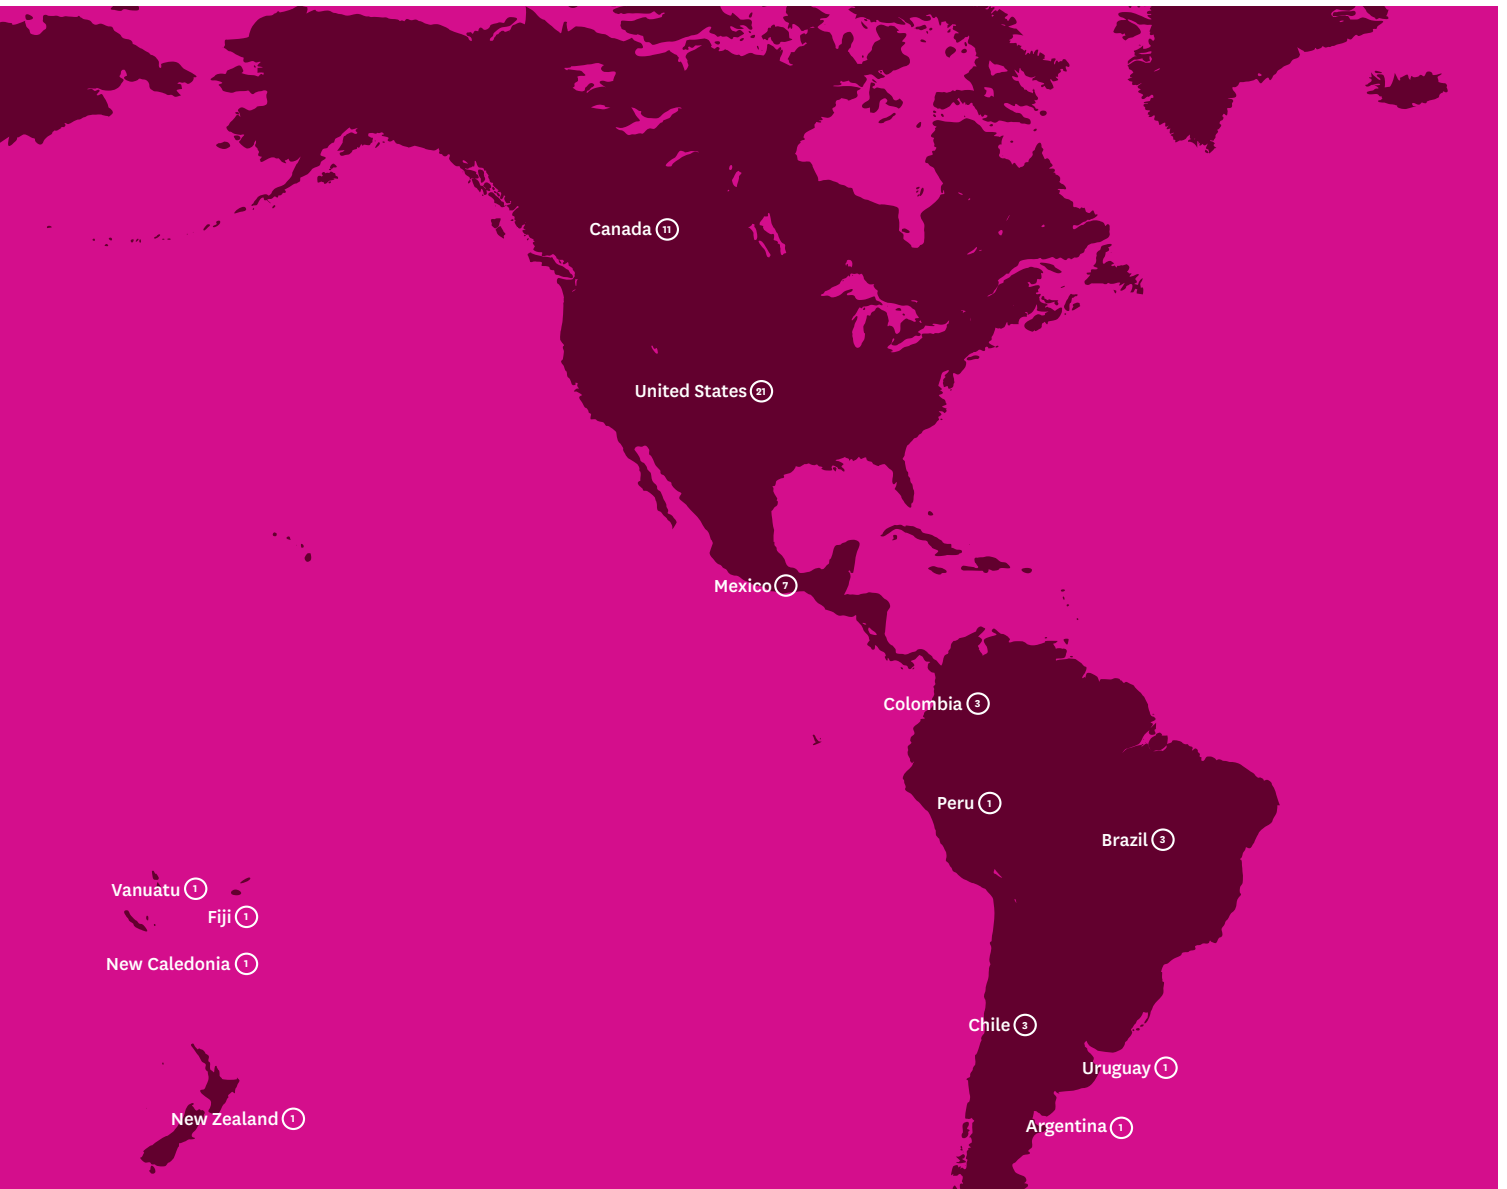 Canada 11
United States 21
Mexico 7
Colombia 3
Peru 1
Brazil 3
Vanuatu 1
Fiji 1
New Caledonia 1
Chile 3
Uruguay 1
New Zealand 1
Argentina 1